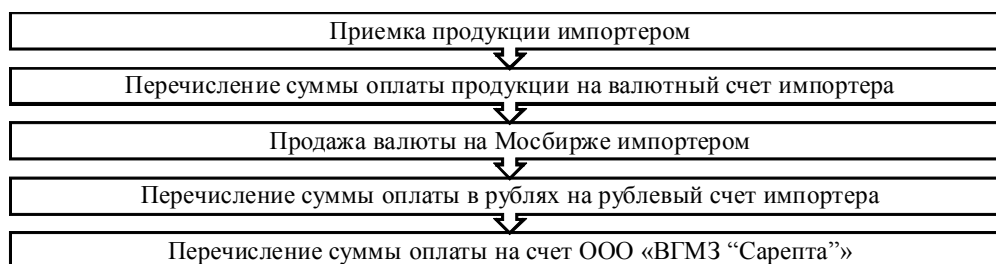 Приемка продукции импортером
Перечисление суммы оплаты продукции на валютный счет импортера
Продажа валюты на Мосбирже импортером
Перечисление суммы оплаты в рублях на рублевый счет импортера
Перечисление суммы оплаты на счет ООО «ВГМЗ “Сарепта”»